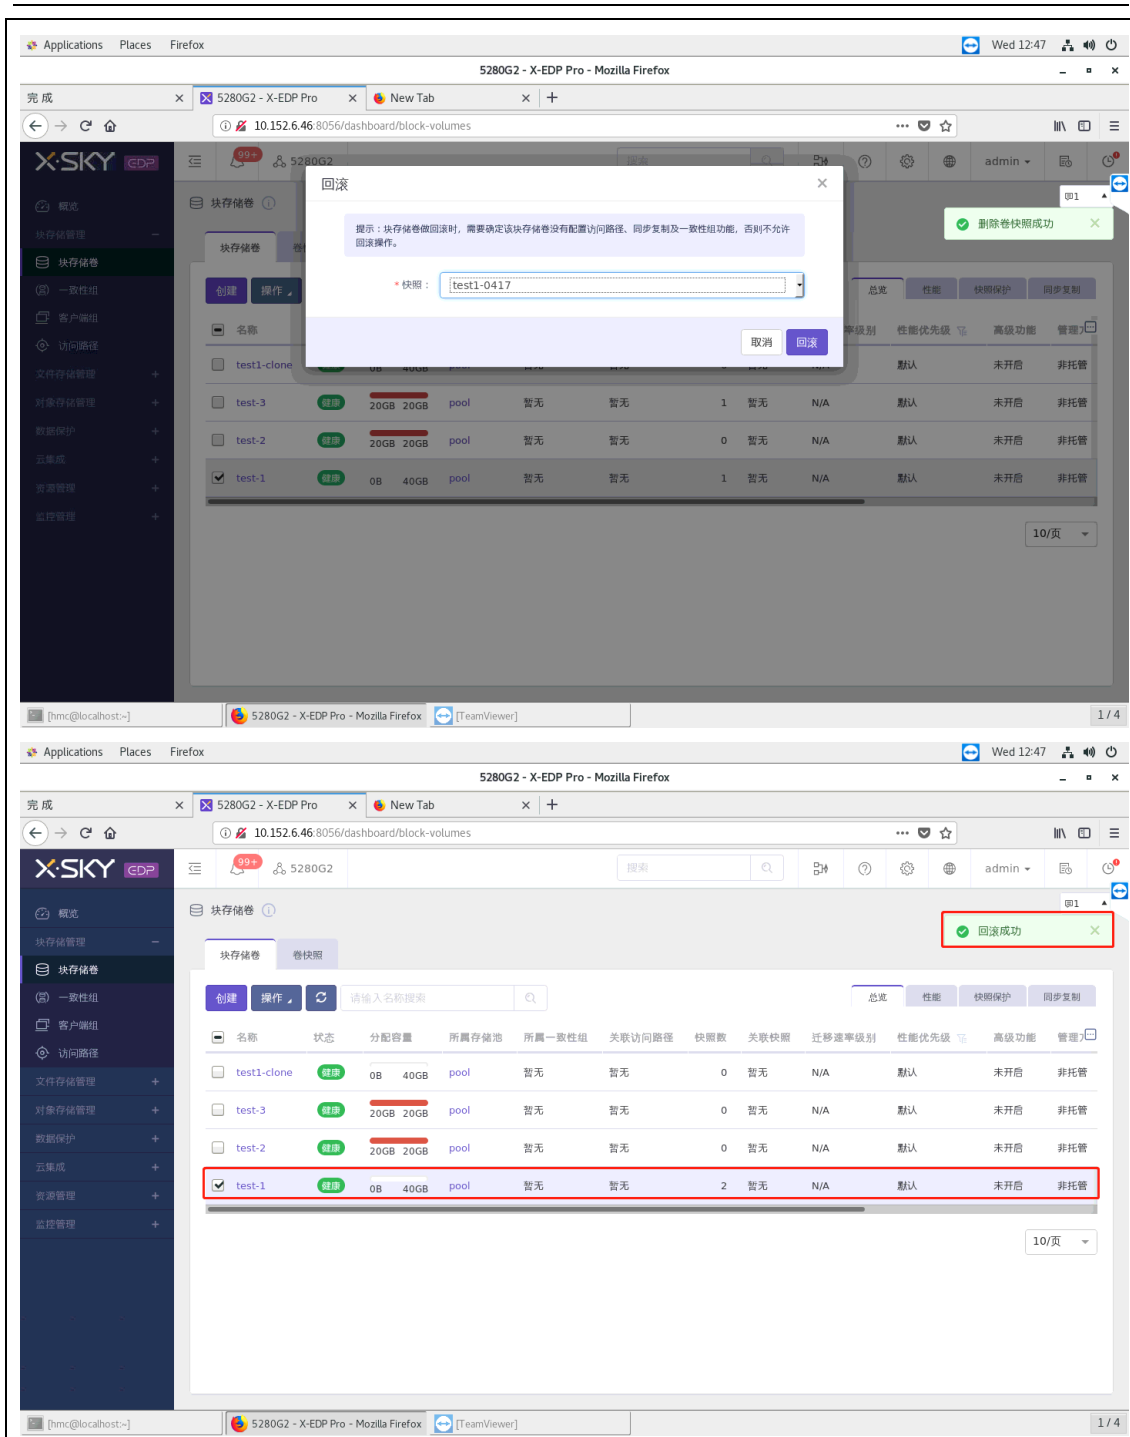 Applications Places Firefox Wed 12:47
5280G2 - X-EDP Pro - Mozilla Firefox
完成 5280G2 - X-EDP Pro New Tab
10.152.6.46:8056/dashboard/block-volumes
X·SKY EDP 99+ 5280G2 搜索 admin
回滚
1
概览 块存储卷 删除卷快照成功
提示：块存储卷做回滚时，需要确定该块存储卷没有配置访问路径、同步复制及一致性组功能，否则不允许
回滚操作。
块存储管理
块存储卷
块存储卷
* 快照： test1-0417
一致性组 创建 操作 总览 性能 快照保护 同步复制
客户端组 名称 性能优先级 高级功能
取消 回滚
访问路径
文件存储管理 test1-clone 0B 40GB 默认 未开启 非托管
对象存储管理 test-3 健康 20GB 20GB pool 暂无 暂无 1 暂无 N/A 默认 未开启 非托管
数据保护 test-2 健康 20GB 20GB pool 暂无 暂无 0 暂无 N/A 默认 未开启 非托管
云集成
资源管理 test-1 健康 0B 40GB pool 暂无 暂无 1 暂无 N/A 默认 未开启 非托管
监控管理
10/页
[hmc@localhost:~] 5280G2 - X-EDP Pro - Mozilla Firefox [TeamViewer] 1 / 4
Applications Places Firefox Wed 12:47
5280G2 - X-EDP Pro - Mozilla Firefox
完成 5280G2 - X-EDP Pro New Tab
10.152.6.46:8056/dashboard/block-volumes
X·SKY EDP 99+ 5280G2 搜索 admin
1
概览 块存储卷
回滚成功
块存储管理
块存储卷 卷快照
块存储卷
一致性组 创建 操作 请输入名称搜索 总览 性能 快照保护 同步复制
客户端组
名称 状态 分配容量 所属存储池 所属一致性组 关联访问路径 快照数 关联快照 迁移速率级别 性能优先级 高级功能
访问路径
文件存储管理 test1-clone 健康 0B 40GB pool 暂无 暂无 0 暂无 N/A 默认 未开启 非托管
对象存储管理 test-3 健康 20GB 20GB pool 暂无 暂无 0 暂无 N/A 默认 未开启 非托管
数据保护 test-2 健康 20GB 20GB pool 暂无 暂无 0 暂无 N/A 默认 未开启 非托管
云集成
资源管理 test-1 健康 0B 40GB pool 暂无 暂无 2 暂无 N/A 默认 未开启 非托管
监控管理
10/页
[hmc@localhost:~] 5280G2 - X-EDP Pro - Mozilla Firefox [TeamViewer] 1 / 4